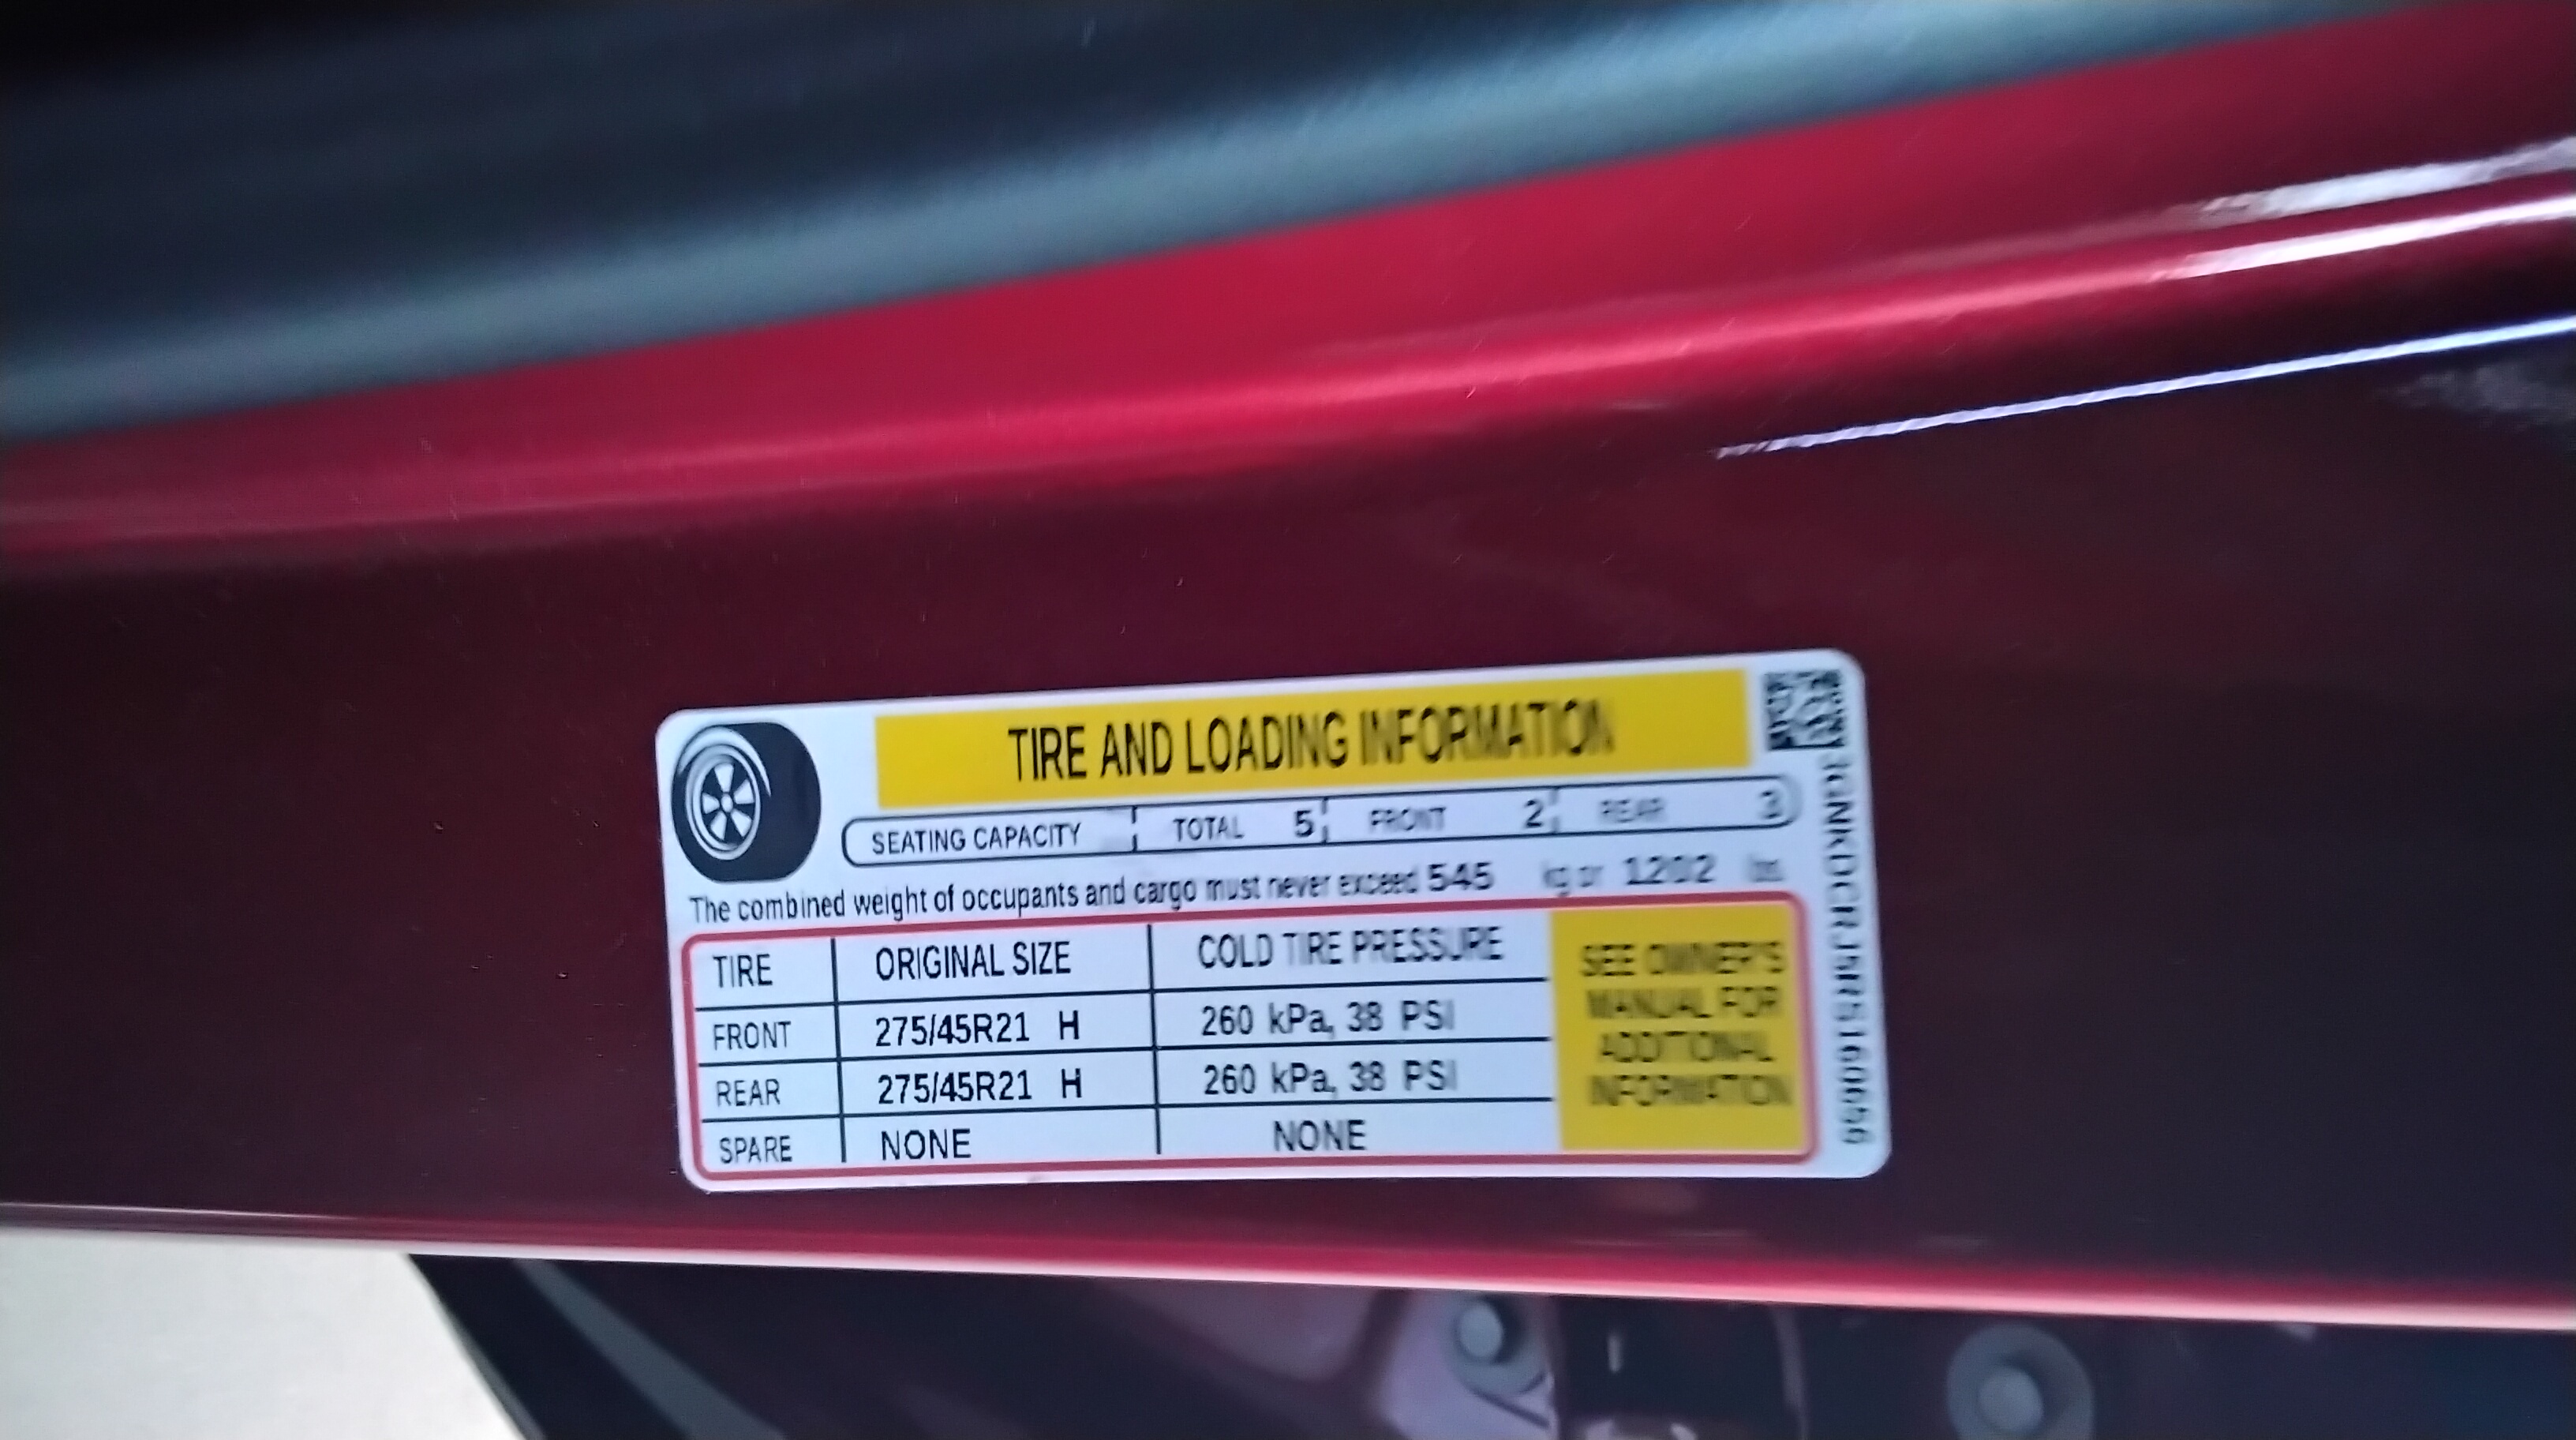 TIRE AND LOADING INFORMATION
SEATING CAPACITY TOTAL 5 FRONT 2 REAR 3
The combined weight of occupants and cargo must never exceed 545 kg or 1202 lbs
TIRE ORIGINAL SIZE COLD TIRE PRESSURE
FRONT 275/45R21 H 260 kPa, 38 PSI
REAR 275/45R21 H 260 kPa, 38 PSI
SPARE NONE NONE
SEE OWNER'S
MANUAL FOR
ADDITIONAL
INFORMATION